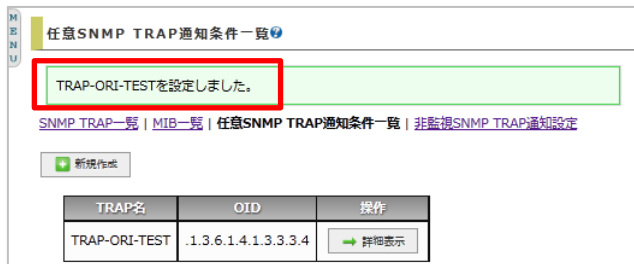 MENU
任意SNMP TRAP通知条件一覧?
TRAP-ORI-TESTを設定しました。
SNMP TRAP一覧 | MIB一覧 | 任意SNMP TRAP通知条件一覧 | 非監視SNMP TRAP通知設定
新規作成
TRAP名 OID 操作
TRAP-ORI-TEST .1.3.6.1.4.1.3.3.3.4 詳細表示